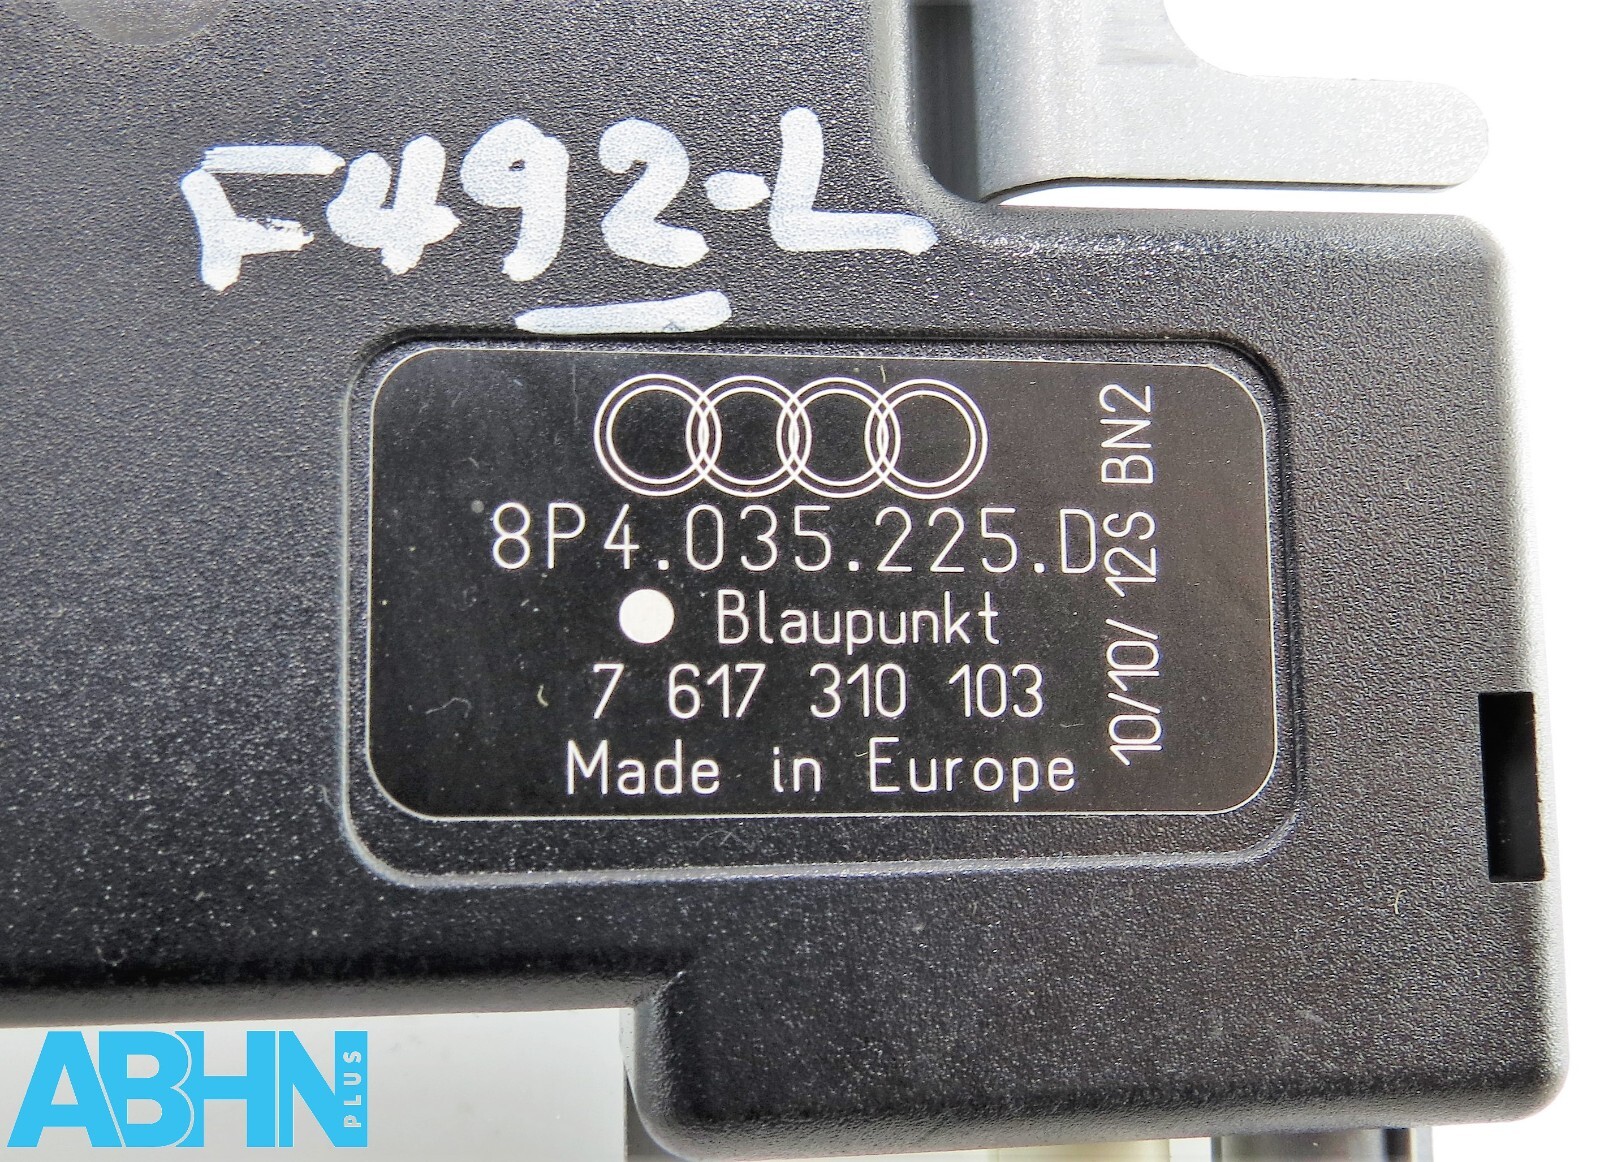 F492-L
8P4.035.225.D
Blaupunkt
7 617 310 103
Made in Europe
10/10/ 12S BN2
ABHN
PLUS